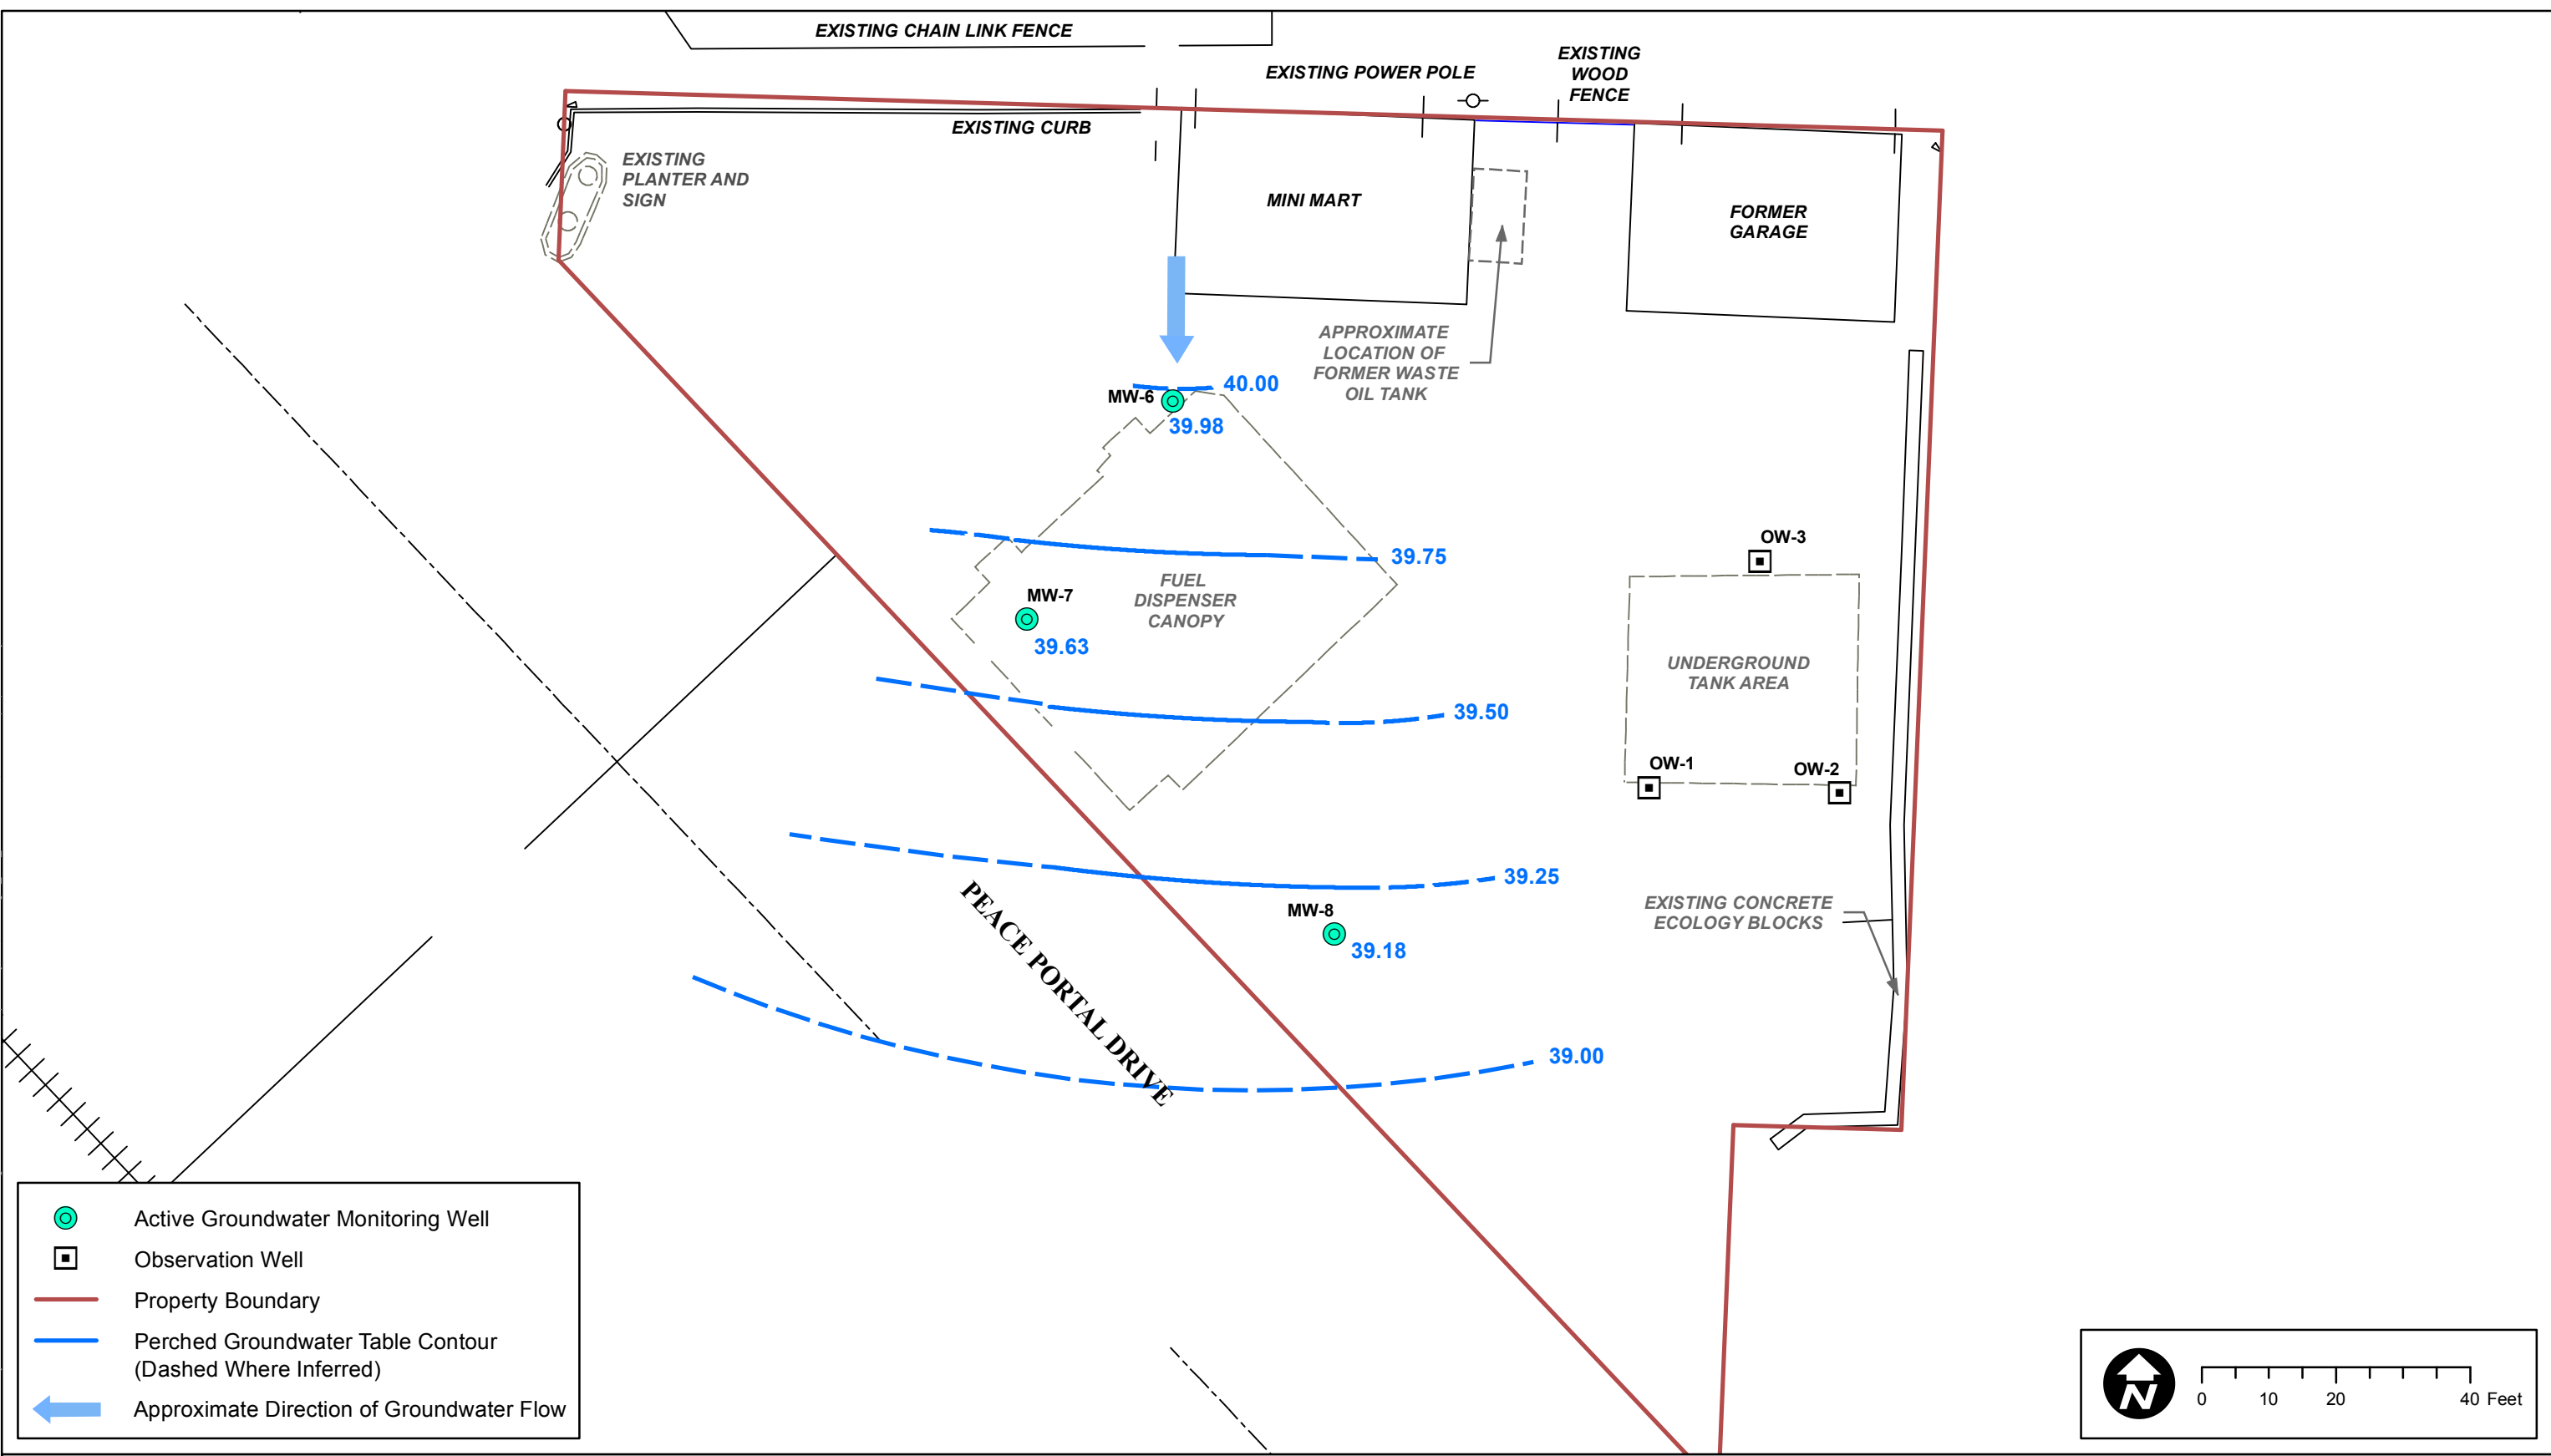 EXISTING CHAIN LINK FENCE
EXISTING POWER POLE
EXISTING
WOOD
FENCE
EXISTING CURB
EXISTING
PLANTER AND
SIGN
MINI MART
FORMER
GARAGE
APPROXIMATE
LOCATION OF
FORMER WASTE
OIL TANK
40.00
MW-6
39.98
39.75
OW-3
FUEL
DISPENSER
CANOPY
MW-7
39.63
UNDERGROUND
TANK AREA
39.50
OW-1
OW-2
39.25
MW-8
39.18
EXISTING CONCRETE
ECOLOGY BLOCKS
PEACE PORTAL DRIVE
39.00
Active Groundwater Monitoring Well
Observation Well
Property Boundary
Perched Groundwater Table Contour
(Dashed Where Inferred)
Approximate Direction of Groundwater Flow
N
0 10 20 40 Feet